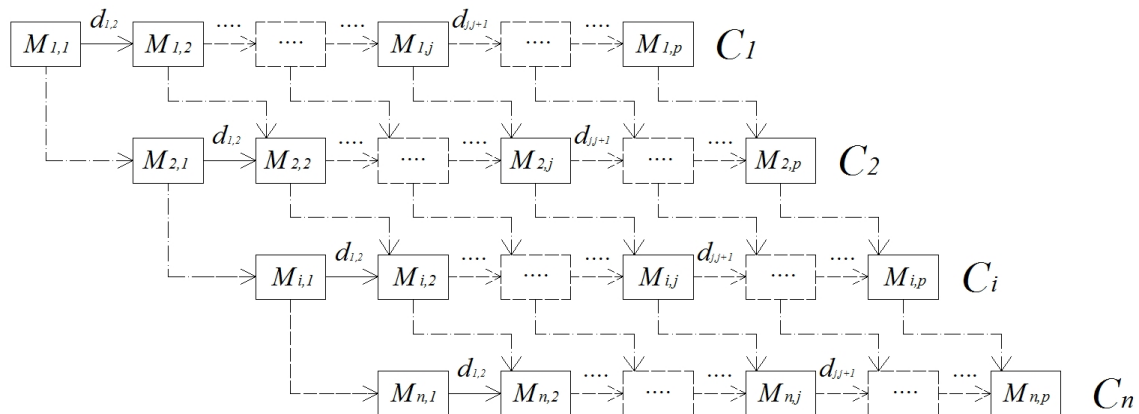 M1,1 d1,2 M1,2 .... .... .... M1,j dj,j+1 .... .... M1,p C1
M2,1 d1,2 M2,2 .... .... .... M2,j dj,j+1 .... .... M2,p C2
Mi,1 d1,2 Mi,2 .... .... .... Mi,j dj,j+1 .... .... Mi,p Ci
Mn,1 d1,2 Mn,2 .... .... .... Mn,j dj,j+1 .... .... Mn,p Cn